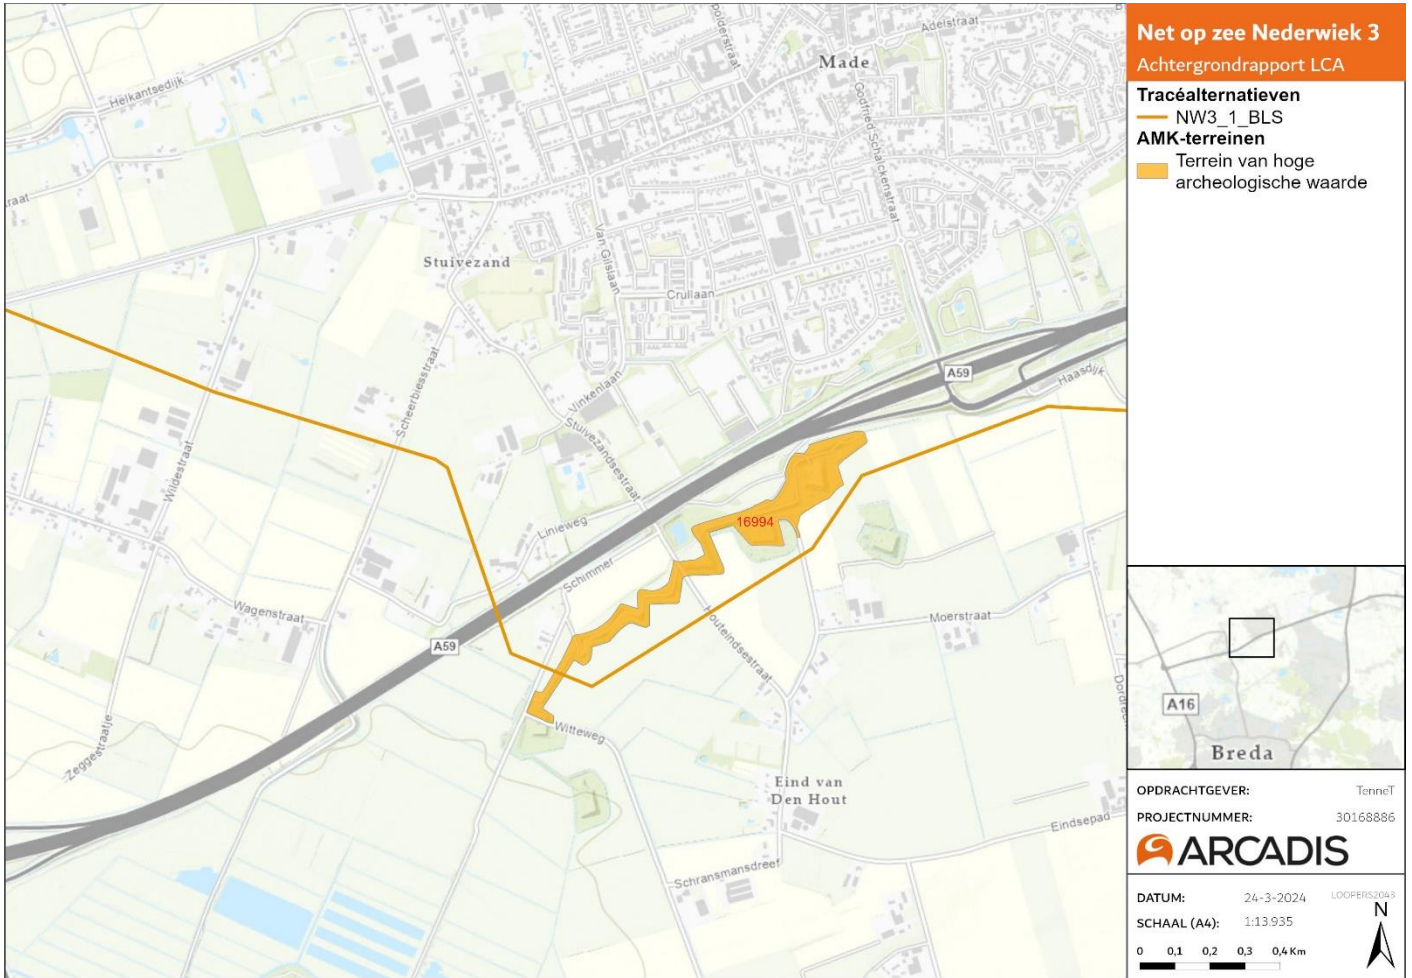 Made
Adelstraat
Helkantsedijk
Godfried Schalckenstraat
Stuivezand
Van Gilslaan
Crullaan
A59
Haasdijk
Scheerbiesstraat
Vinkenlaan
Stuivezandsestraat
Wildestraat
Linieweg
16994
Schimmer
Wagenstraat
Houteindsestraat
Moerstraat
A59
Witteweg
Zeggestraatje
Eind van
Den Hout
Eindsepad
Schransmansdreef
Net op zee Nederwiek 3
Achtergrondrapport LCA
Tracéalternatieven
NW3_1_BLS
AMK-terreinen
Terrein van hoge
archeologische waarde
A16
Breda
OPDRACHTGEVER: TenneT
PROJECTNUMMER: 30168886
ARCADIS
DATUM: 24-3-2024 LOOPERS2043
SCHAAL (A4): 1:13.935
N
0 0,1 0,2 0,3 0,4 Km